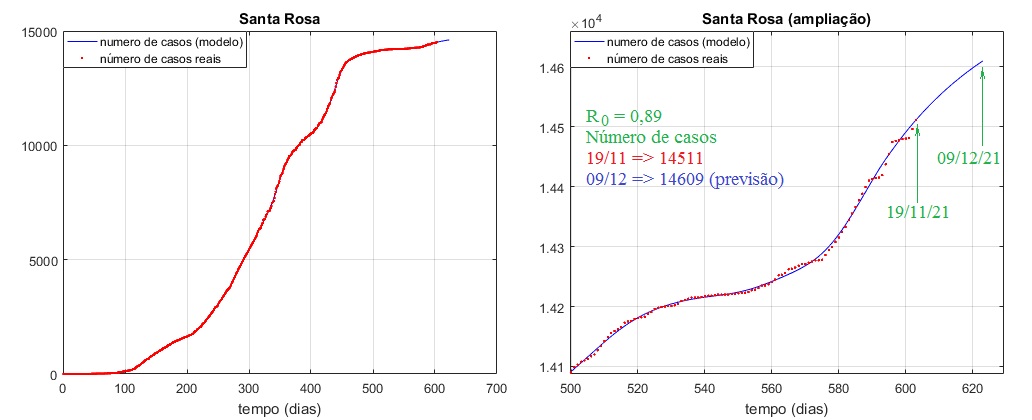 Santa Rosa
numero de casos (modelo)
número de casos reais
15000
10000
5000
0
0 100 200 300 400 500 600 700
tempo (dias)
Santa Rosa (ampliação)
×10⁴
numero de casos (modelo)
número de casos reais
1.46
1.45
1.44
1.43
1.42
1.41
R0 = 0,89
Número de casos
19/11 => 14511
09/12 => 14609 (previsão)
09/12/21
19/11/21
500 520 540 560 580 600 620
tempo (dias)